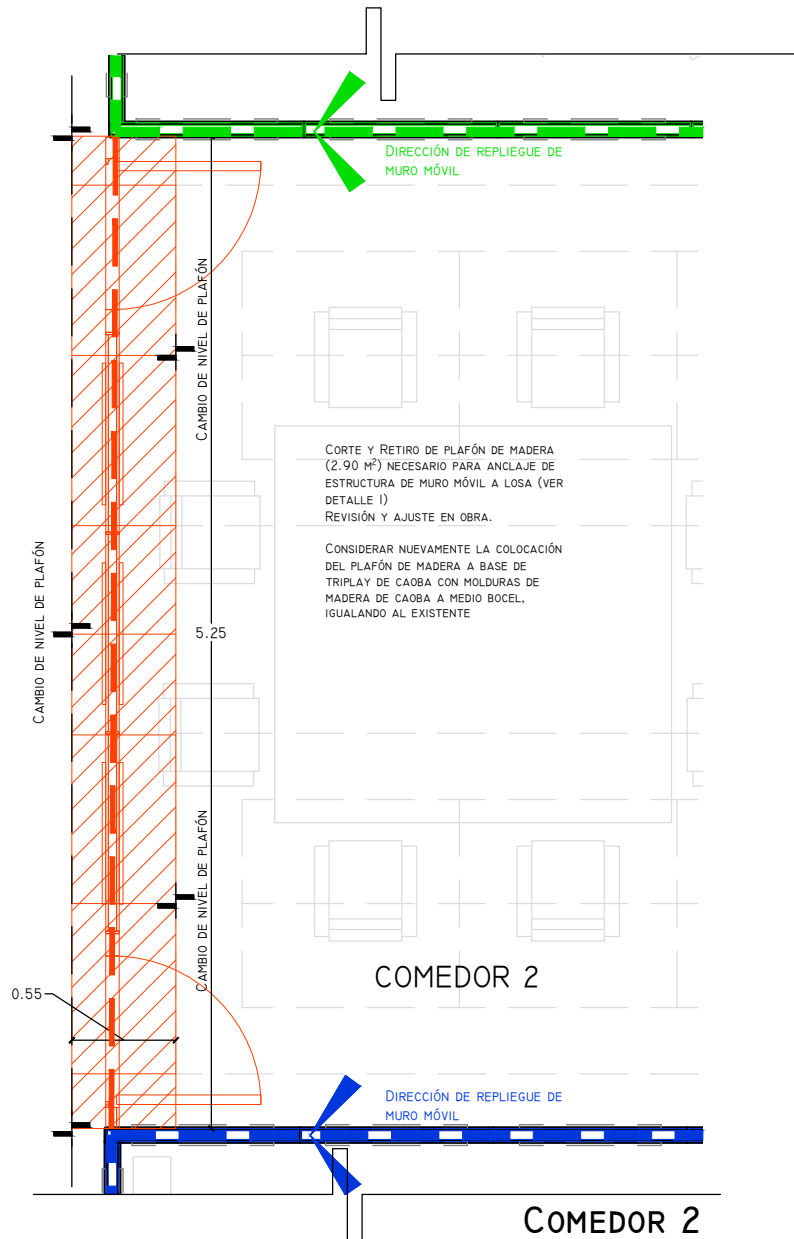 DIRECCIÓN DE REPLIEGUE DE
MURO MÓVIL
CAMBIO DE NIVEL DE PLAFÓN
CORTE Y RETIRO DE PLAFÓN DE MADERA
(2.90 M²) NECESARIO PARA ANCLAJE DE
ESTRUCTURA DE MURO MÓVIL A LOSA (VER
DETALLE 1)
REVISIÓN Y AJUSTE EN OBRA.
CONSIDERAR NUEVAMENTE LA COLOCACIÓN
DEL PLAFÓN DE MADERA A BASE DE
TRIPLAY DE CAOBA CON MOLDURAS DE
MADERA DE CAOBA A MEDIO BOCEL,
IGUALANDO AL EXISTENTE
CAMBIO DE NIVEL DE PLAFÓN
5.25
CAMBIO DE NIVEL DE PLAFÓN
COMEDOR 2
0.55
DIRECCIÓN DE REPLIEGUE DE
MURO MÓVIL
COMEDOR 2